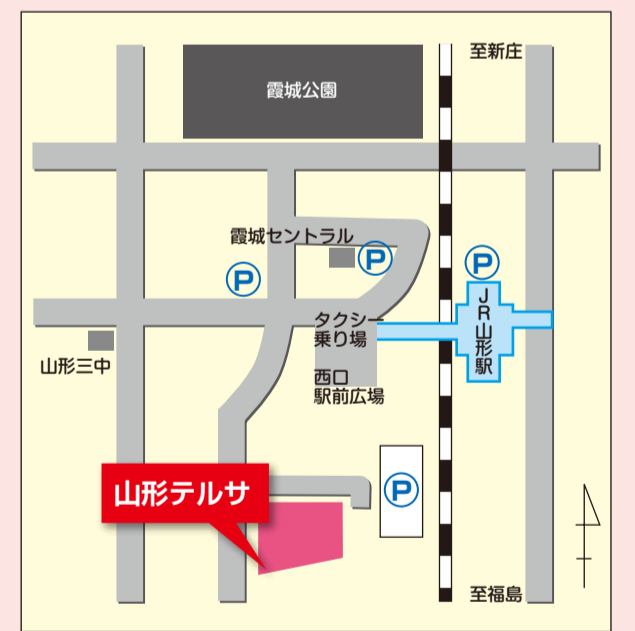 至新庄
霞城公園
霞城セントラル
P
P
P
タクシー
乗り場
JR山形駅
山形三中
西口
駅前広場
山形テルサ
P
至福島